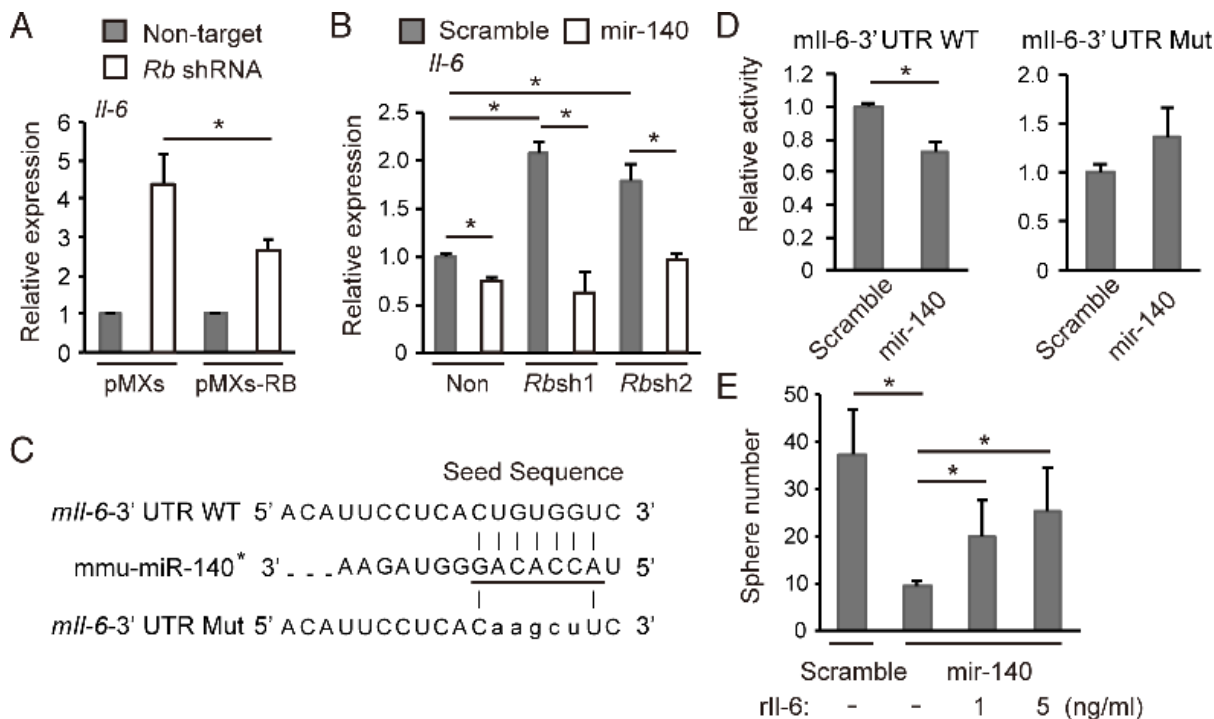 A
Non-target
Rb shRNA
Il-6
Relative expression
6
5
4
3
2
1
0
pMXs
pMXs-RB
*
B
Scramble
mir-140
Il-6
Relative expression
2.5
2.0
1.5
1.0
0.5
0
*
*
*
*
*
Non
Rbsh1
Rbsh2
C
Seed Sequence
mIl-6-3' UTR WT 5' ACAUUCCUCACUGUGGUC 3'
mmu-miR-140* 3' - - - AAGAUGGGACACCAU 5'
mIl-6-3' UTR Mut 5' ACAUUCCUCACaagcuUC 3'
D
mIl-6-3' UTR WT
Relative activity
1.2
1.0
0.8
0.6
0.4
0.2
0
*
Scramble
mir-140
mIl-6-3' UTR Mut
2.0
1.5
1.0
0.5
0
Scramble
mir-140
E
Sphere number
50
40
30
20
10
0
*
*
*
Scramble
mir-140
rIl-6: - - 1 5 (ng/ml)